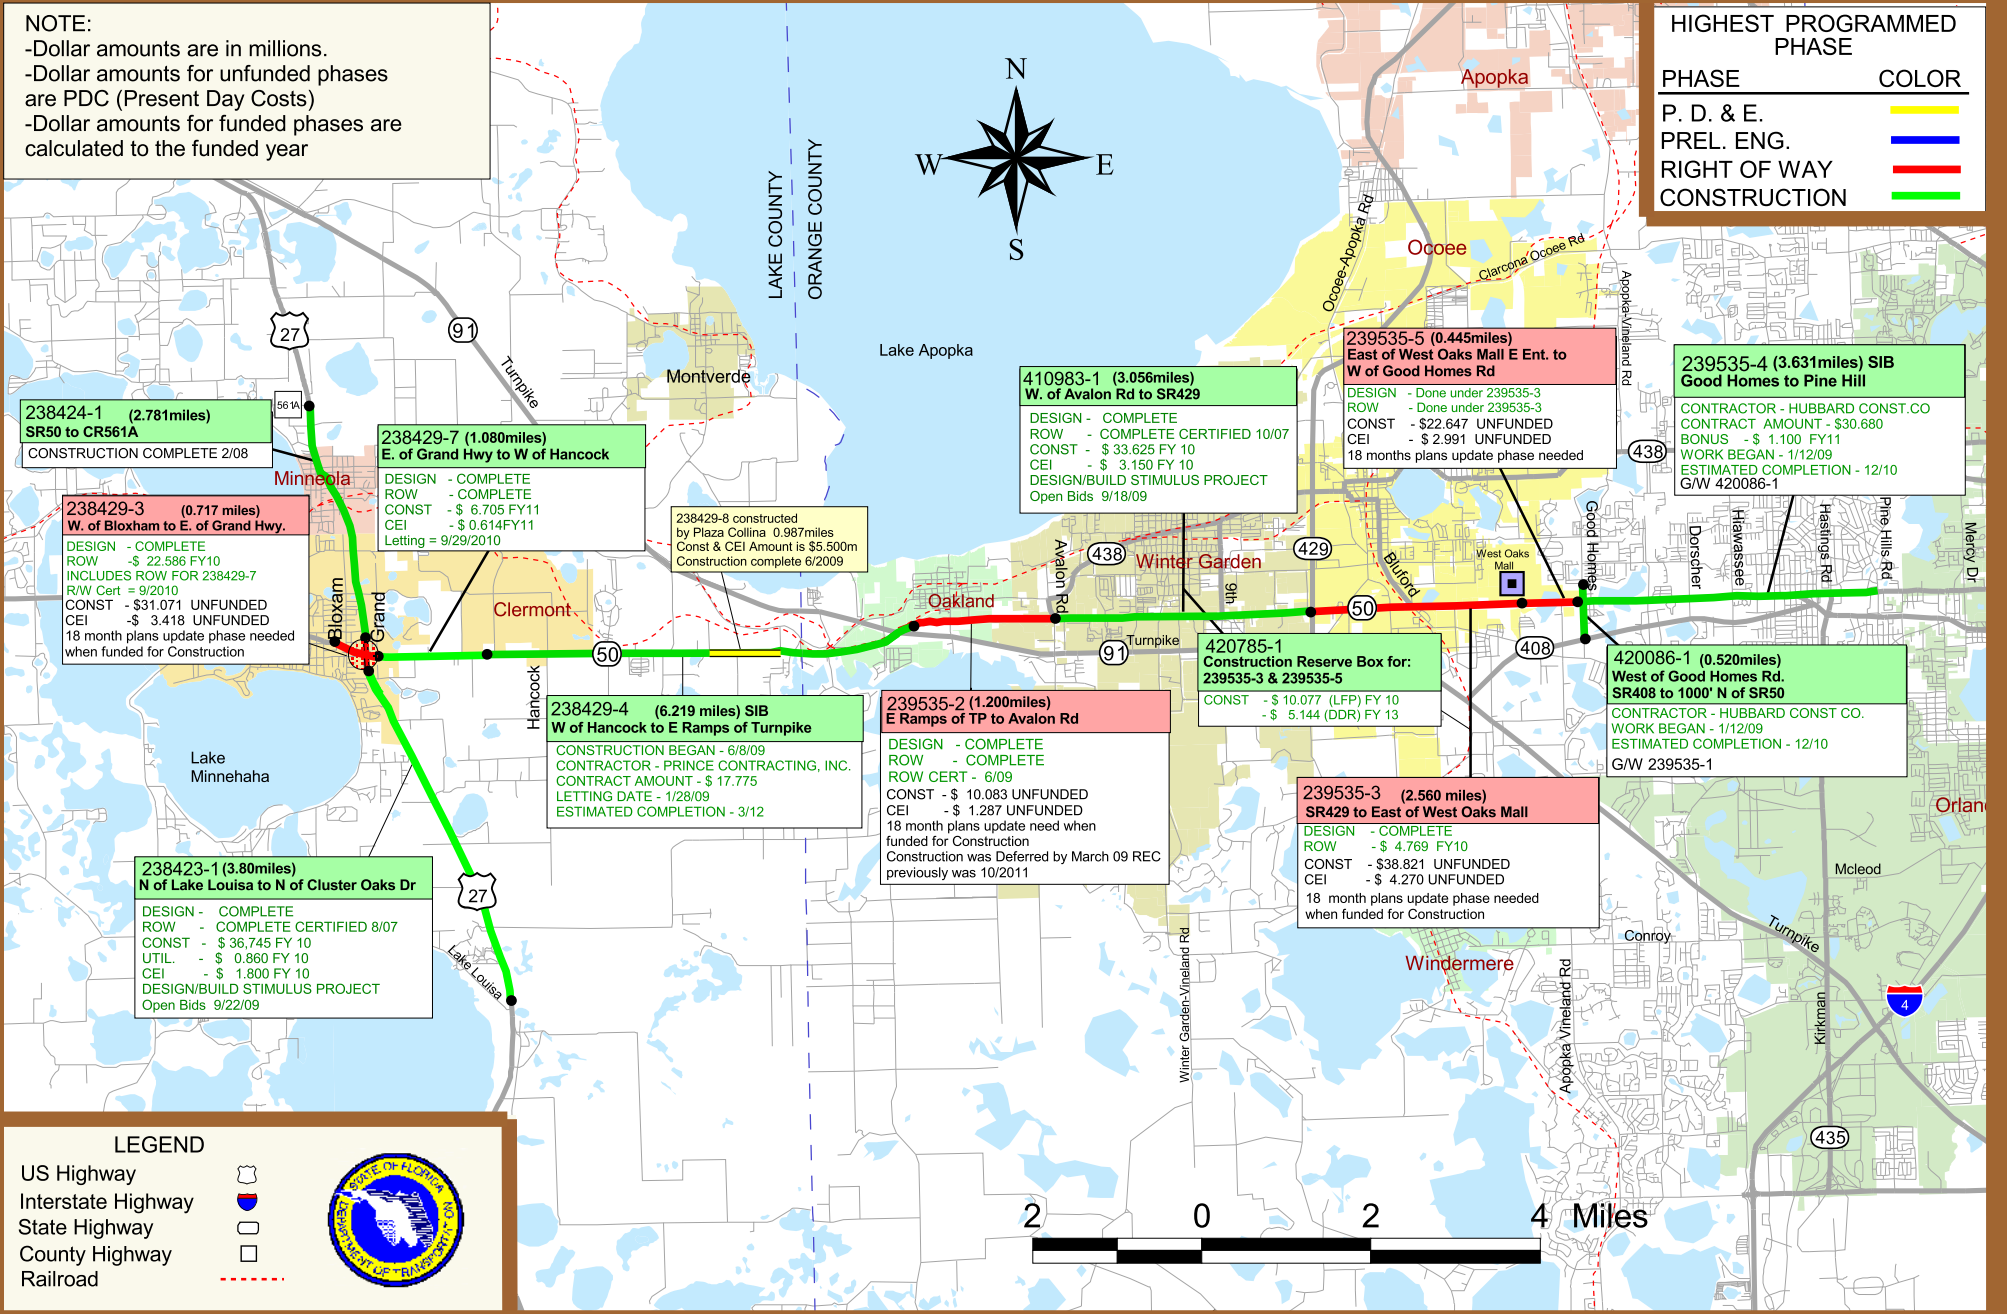 NOTE:
-Dollar amounts are in millions.
-Dollar amounts for unfunded phases
are PDC (Present Day Costs)
-Dollar amounts for funded phases are
calculated to the funded year
HIGHEST PROGRAMMED
PHASE
PHASE COLOR
P. D. & E.
PREL. ENG.
RIGHT OF WAY
CONSTRUCTION
N
W E
S
LAKE COUNTY
ORANGE COUNTY
Apopka
Ocoee
Clarcona Ocoee Rd
Ocoee-Apopka Rd
Apopka-Vineland Rd
27
91
Turnpike
Montverde
Lake Apopka
561A
238424-1 (2.781miles)
SR50 to CR561A
CONSTRUCTION COMPLETE 2/08
Minneola
238429-7 (1.080miles)
E. of Grand Hwy to W of Hancock
DESIGN - COMPLETE
ROW - COMPLETE
CONST - $ 6.705 FY11
CEI - $ 0.614FY11
Letting = 9/29/2010
238429-3 (0.717 miles)
W. of Bloxham to E. of Grand Hwy.
DESIGN - COMPLETE
ROW -$ 22.586 FY10
INCLUDES ROW FOR 238429-7
R/W Cert = 9/2010
CONST - $31.071 UNFUNDED
CEI -$ 3.418 UNFUNDED
18 month plans update phase needed
when funded for Construction
238429-8 constructed
by Plaza Collina 0.987miles
Const & CEI Amount is $5.500m
Construction complete 6/2009
410983-1 (3.056miles)
W. of Avalon Rd to SR429
DESIGN - COMPLETE
ROW - COMPLETE CERTIFIED 10/07
CONST - $ 33.625 FY 10
CEI - $ 3.150 FY 10
DESIGN/BUILD STIMULUS PROJECT
Open Bids 9/18/09
239535-5 (0.445miles)
East of West Oaks Mall E Ent. to
W of Good Homes Rd
DESIGN - Done under 239535-3
ROW - Done under 239535-3
CONST - $22.647 UNFUNDED
CEI - $ 2.991 UNFUNDED
18 months plans update phase needed
239535-4 (3.631miles) SIB
Good Homes to Pine Hill
CONTRACTOR - HUBBARD CONST.CO
CONTRACT AMOUNT - $30.680
BONUS - $ 1.100 FY11
WORK BEGAN - 1/12/09
ESTIMATED COMPLETION - 12/10
G/W 420086-1
438
Bloxam
Grand
Clermont
Hancock
50
Oakland
Avalon Rd
438
Winter Garden
9th
429
Bluford
West Oaks
Mall
50
Good Homes
Dorscher
Hiawassee
Hastings Rd
Pine Hills Rd
Mercy Dr
Turnpike
91
408
420785-1
Construction Reserve Box for:
239535-3 & 239535-5
CONST - $ 10.077 (LFP) FY 10
- $ 5.144 (DDR) FY 13
420086-1 (0.520miles)
West of Good Homes Rd.
SR408 to 1000' N of SR50
CONTRACTOR - HUBBARD CONST CO.
WORK BEGAN - 1/12/09
ESTIMATED COMPLETION - 12/10
G/W 239535-1
238429-4 (6.219 miles) SIB
W of Hancock to E Ramps of Turnpike
CONSTRUCTION BEGAN - 6/8/09
CONTRACTOR - PRINCE CONTRACTING, INC.
CONTRACT AMOUNT - $ 17.775
LETTING DATE - 1/28/09
ESTIMATED COMPLETION - 3/12
239535-2 (1.200miles)
E Ramps of TP to Avalon Rd
DESIGN - COMPLETE
ROW - COMPLETE
ROW CERT - 6/09
CONST - $ 10.083 UNFUNDED
CEI - $ 1.287 UNFUNDED
18 month plans update need when
funded for Construction
Construction was Deferred by March 09 REC
previously was 10/2011
239535-3 (2.560 miles)
SR429 to East of West Oaks Mall
DESIGN - COMPLETE
ROW - $ 4.769 FY10
CONST - $38.821 UNFUNDED
CEI - $ 4.270 UNFUNDED
18 month plans update phase needed
when funded for Construction
Lake
Minnehaha
238423-1 (3.80miles)
N of Lake Louisa to N of Cluster Oaks Dr
DESIGN - COMPLETE
ROW - COMPLETE CERTIFIED 8/07
CONST - $ 36,745 FY 10
UTIL. - $ 0.860 FY 10
CEI - $ 1.800 FY 10
DESIGN/BUILD STIMULUS PROJECT
Open Bids 9/22/09
27
Lake Louisa
Orlan
Mcleod
Turnpike
Conroy
Windermere
Winter Garden-Vineland Rd
Apopka Vineland Rd
Kirkman
4
435
LEGEND
US Highway
Interstate Highway
State Highway
County Highway
Railroad
STATE OF FLORIDA
DEPARTMENT OF TRANSPORTATION
2 0 2 4 Miles